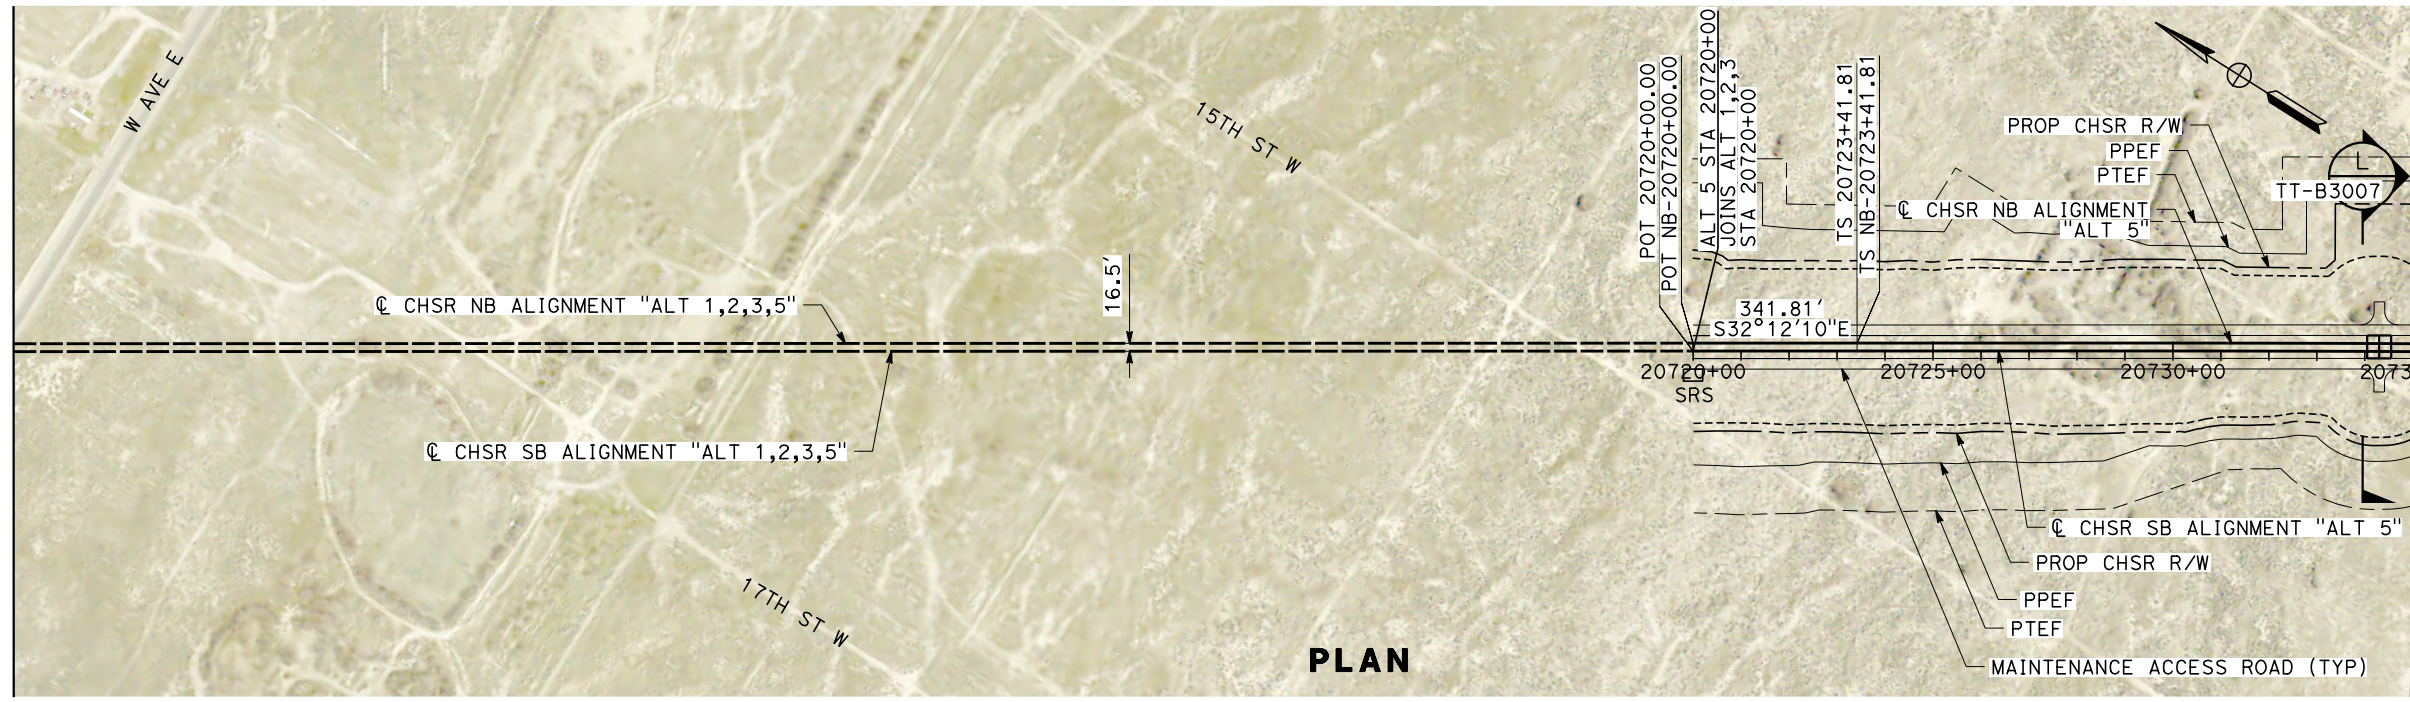 W AVE E
15TH ST W
℄ CHSR NB ALIGNMENT "ALT 1,2,3,5"
16.5'
℄ CHSR SB ALIGNMENT "ALT 1,2,3,5"
17TH ST W
PLAN
POT 20720+00.00
POT NB-20720+00.00
ALT 5 STA 20720+00
JOINS ALT 1,2,3
STA 20720+00
TS 20723+41.81
TS NB-20723+41.81
PROP CHSR R/W
PPEF
PTEF
℄ CHSR NB ALIGNMENT
"ALT 5"
L
TT-B3007
341.81'
S32°12'10"E
20720+00
20725+00
20730+00
2073
SRS
℄ CHSR SB ALIGNMENT "ALT 5"
PROP CHSR R/W
PPEF
PTEF
MAINTENANCE ACCESS ROAD (TYP)